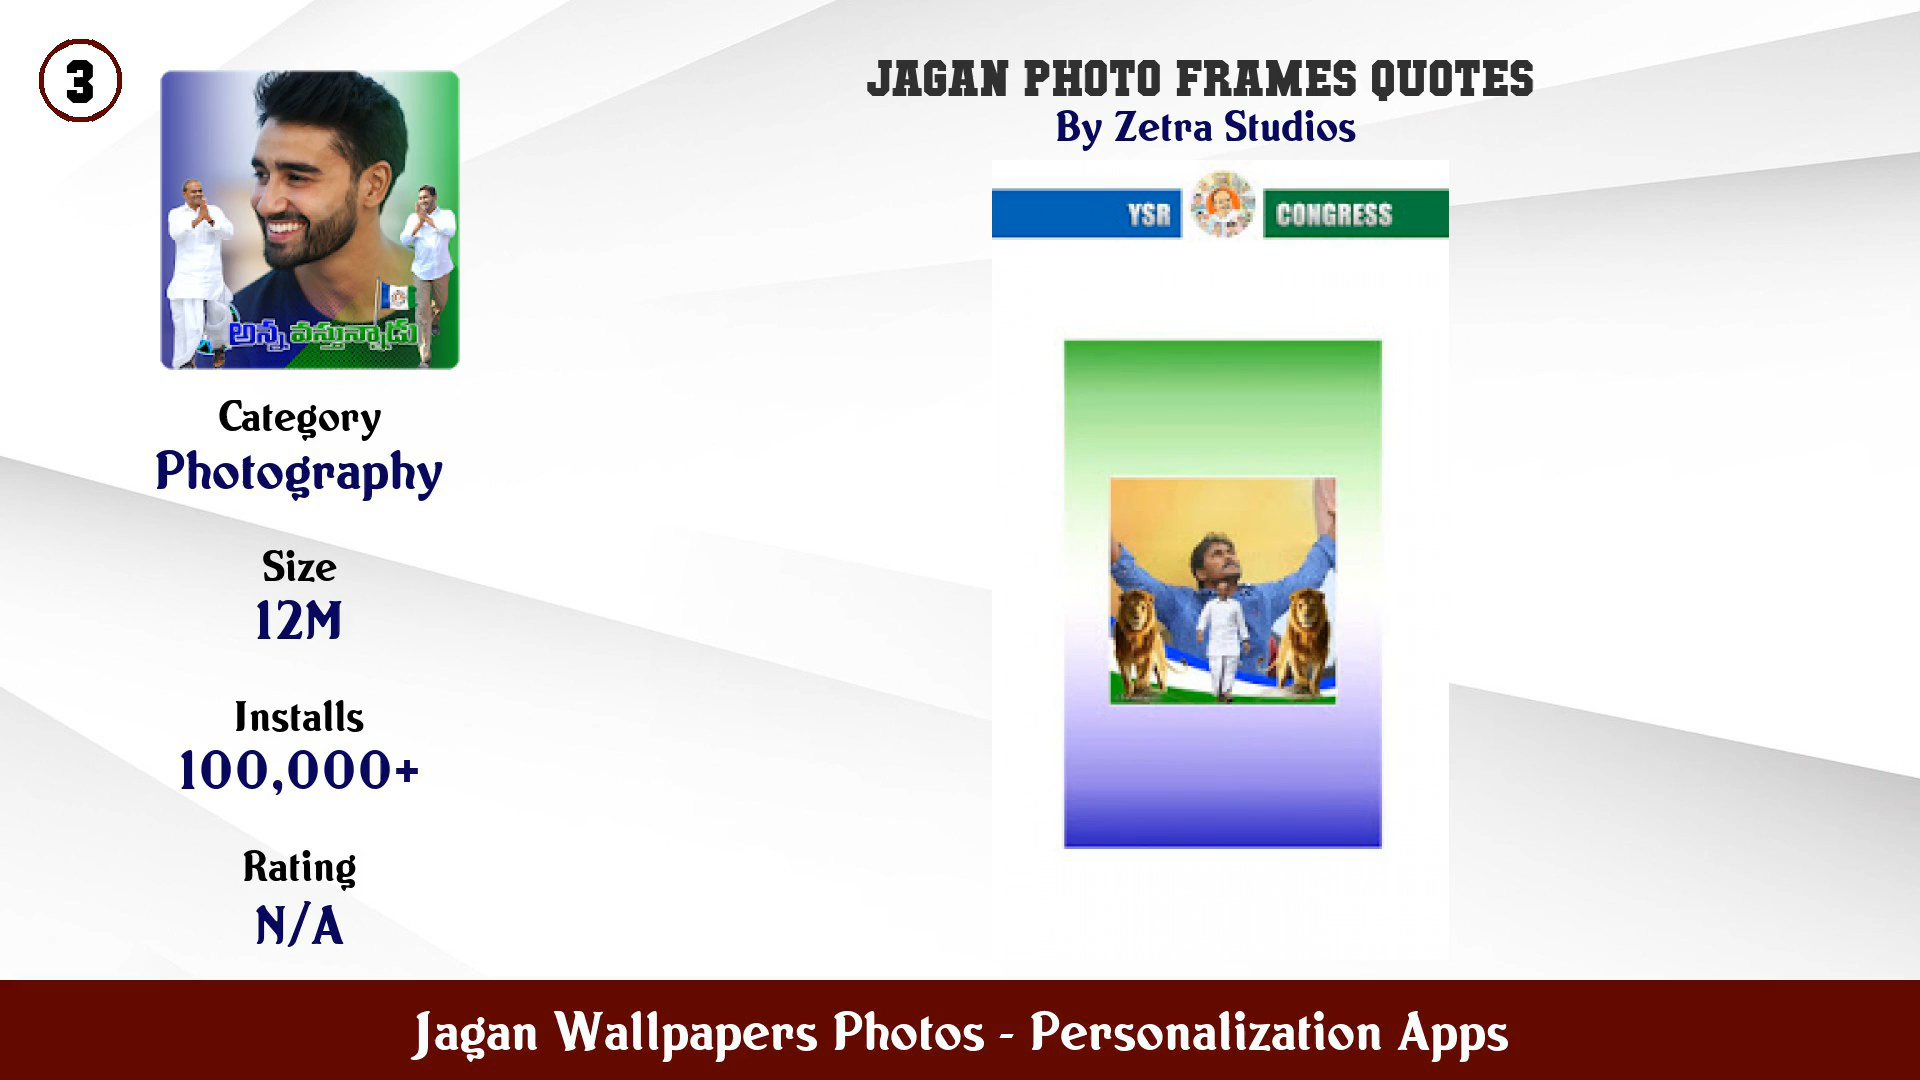 3
JAGAN PHOTO FRAMES QUOTES
By Zetra Studios
YSR CONGRESS
అన్న వస్తున్నాడు
Category
Photography
Size
12M
Installs
100,000+
Rating
N/A
Jagan Wallpapers Photos - Personalization Apps